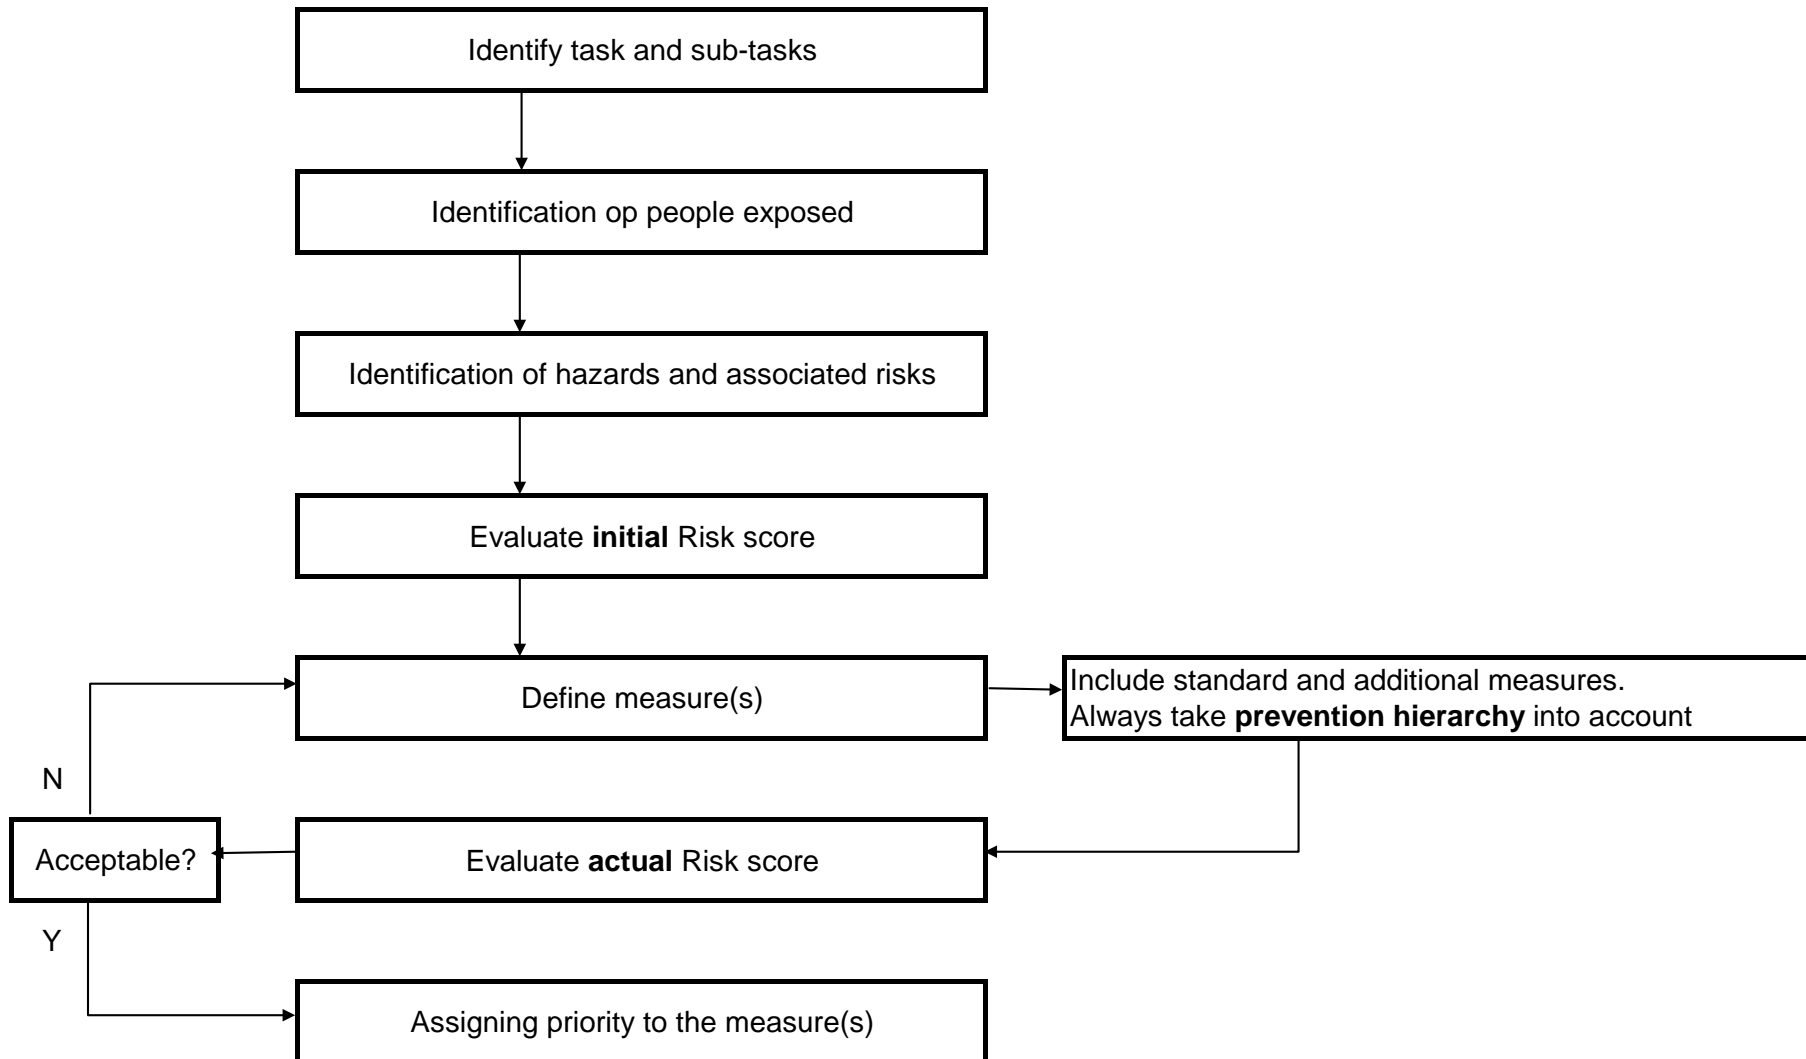 Identify task and sub-tasks
Identification op people exposed
Identification of hazards and associated risks
Evaluate initial Risk score
Define measure(s)
Include standard and additional measures.
Always take prevention hierarchy into account
N
Acceptable?
Evaluate actual Risk score
Y
Assigning priority to the measure(s)